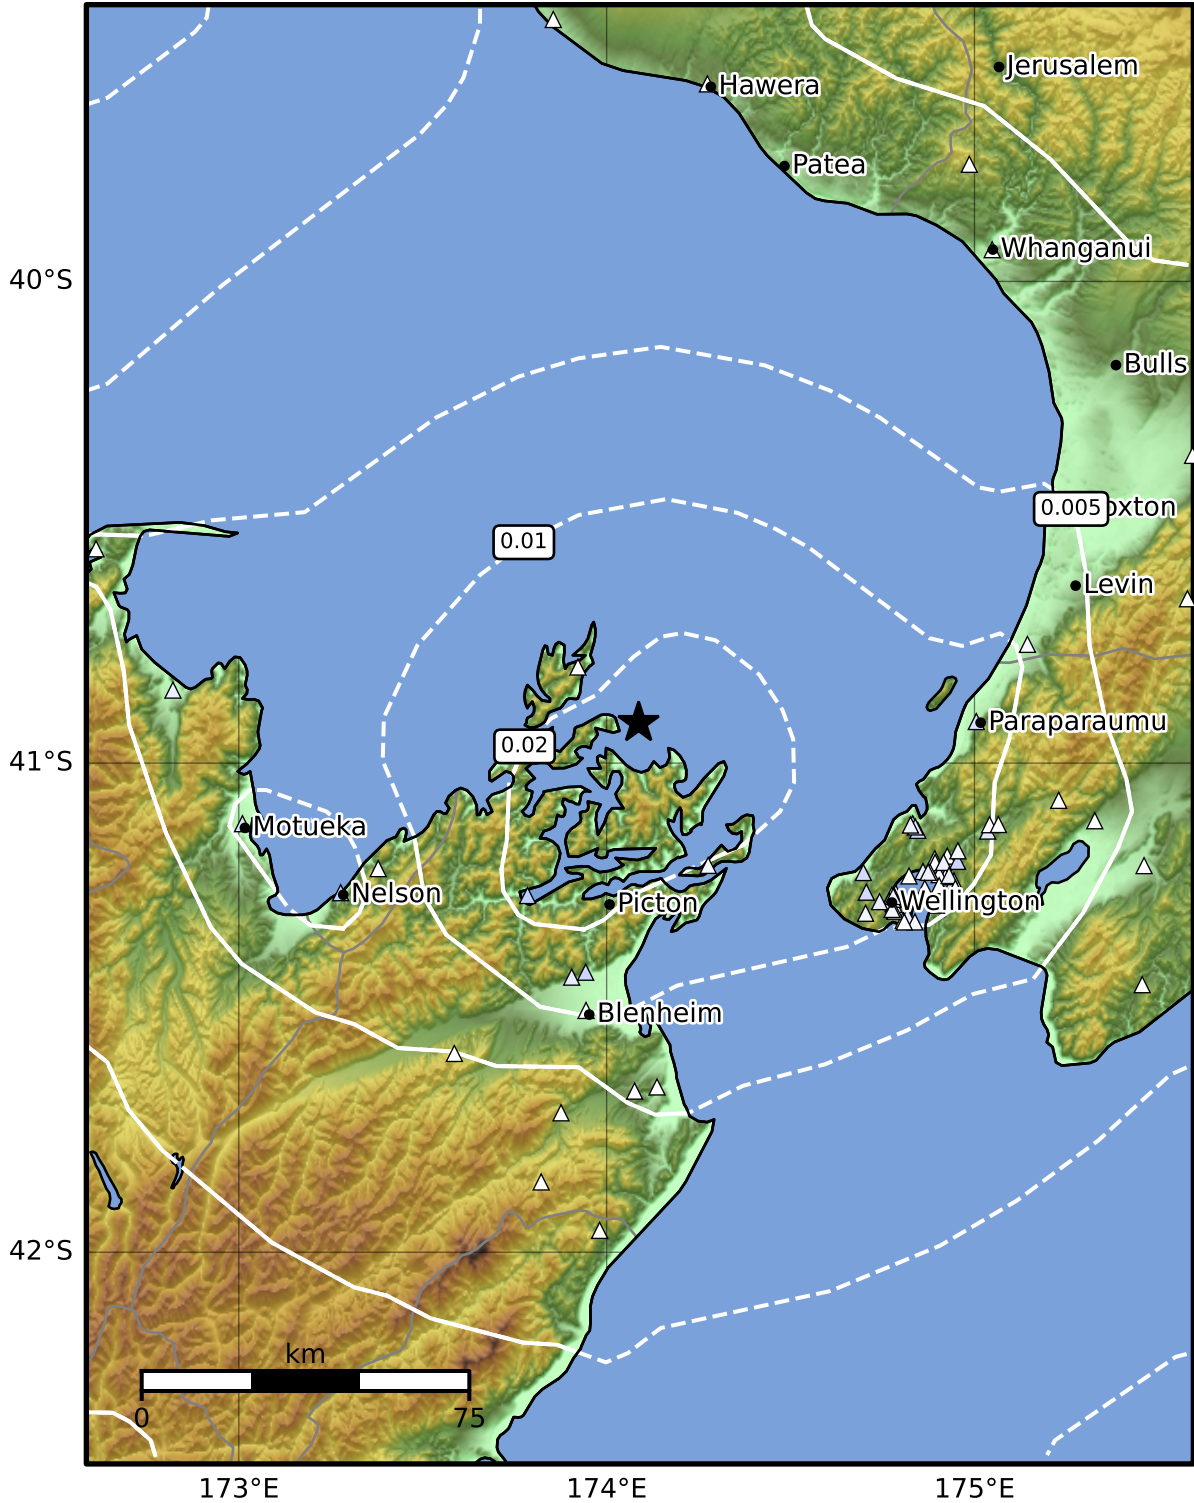 Jerusalem
Hawera
Patea
Whanganui
40°S
Bulls
0.005
oxton
0.01
Levin
Paraparaumu
0.02
41°S
Motueka
Nelson
Picton
Wellington
Blenheim
42°S
km
0
75
173°E
174°E
175°E